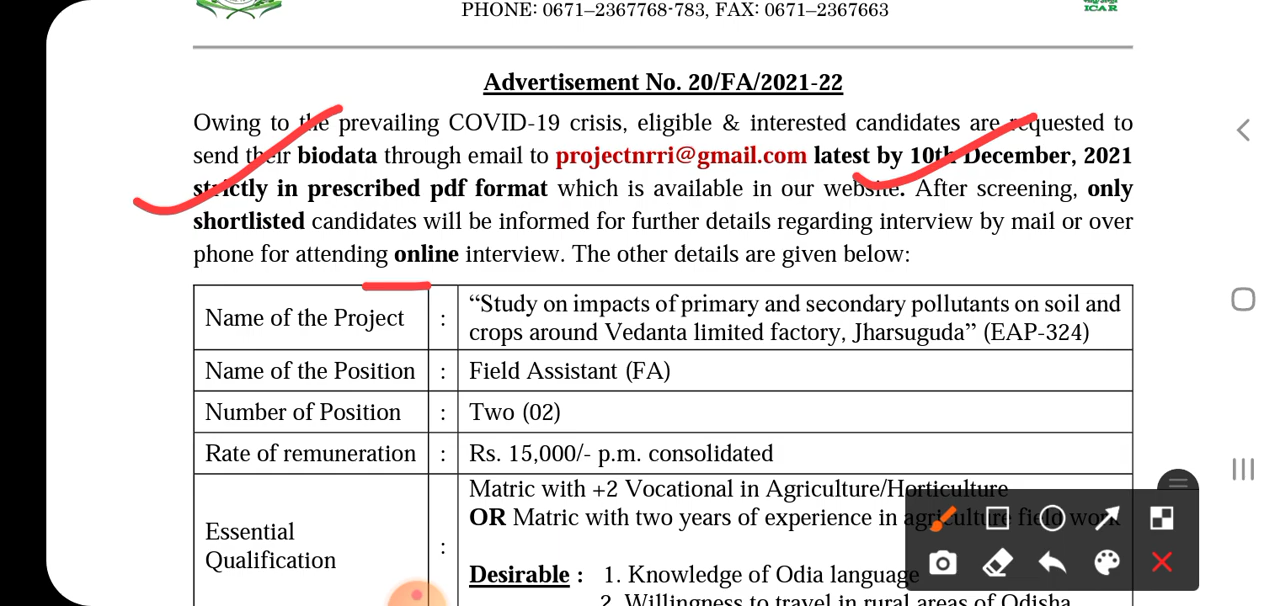 PHONE: 0671–2367768-783, FAX: 0671–2367663
ICAR
Advertisement No. 20/FA/2021-22
Owing to the prevailing COVID-19 crisis, eligible & interested candidates are requested to
send their biodata through email to projectnrri@gmail.com latest by 10th December, 2021
strictly in prescribed pdf format which is available in our website. After screening, only
shortlisted candidates will be informed for further details regarding interview by mail or over
phone for attending online interview. The other details are given below:
Name of the Project : “Study on impacts of primary and secondary pollutants on soil and
crops around Vedanta limited factory, Jharsuguda” (EAP-324)
Name of the Position : Field Assistant (FA)
Number of Position : Two (02)
Rate of remuneration : Rs. 15,000/- p.m. consolidated
Essential
Qualification :
Matric with +2 Vocational in Agriculture/Horticulture
OR Matric with two years of experience in agriculture field work
Desirable : 1. Knowledge of Odia language
2. Willingness to travel in rural areas of Odisha